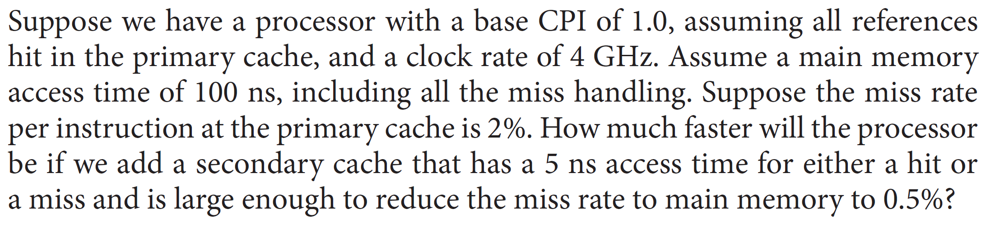 Suppose we have a processor with a base CPI of 1.0, assuming all references
hit in the primary cache, and a clock rate of 4 GHz. Assume a main memory
access time of 100 ns, including all the miss handling. Suppose the miss rate
per instruction at the primary cache is 2%. How much faster will the processor
be if we add a secondary cache that has a 5 ns access time for either a hit or
a miss and is large enough to reduce the miss rate to main memory to 0.5%?